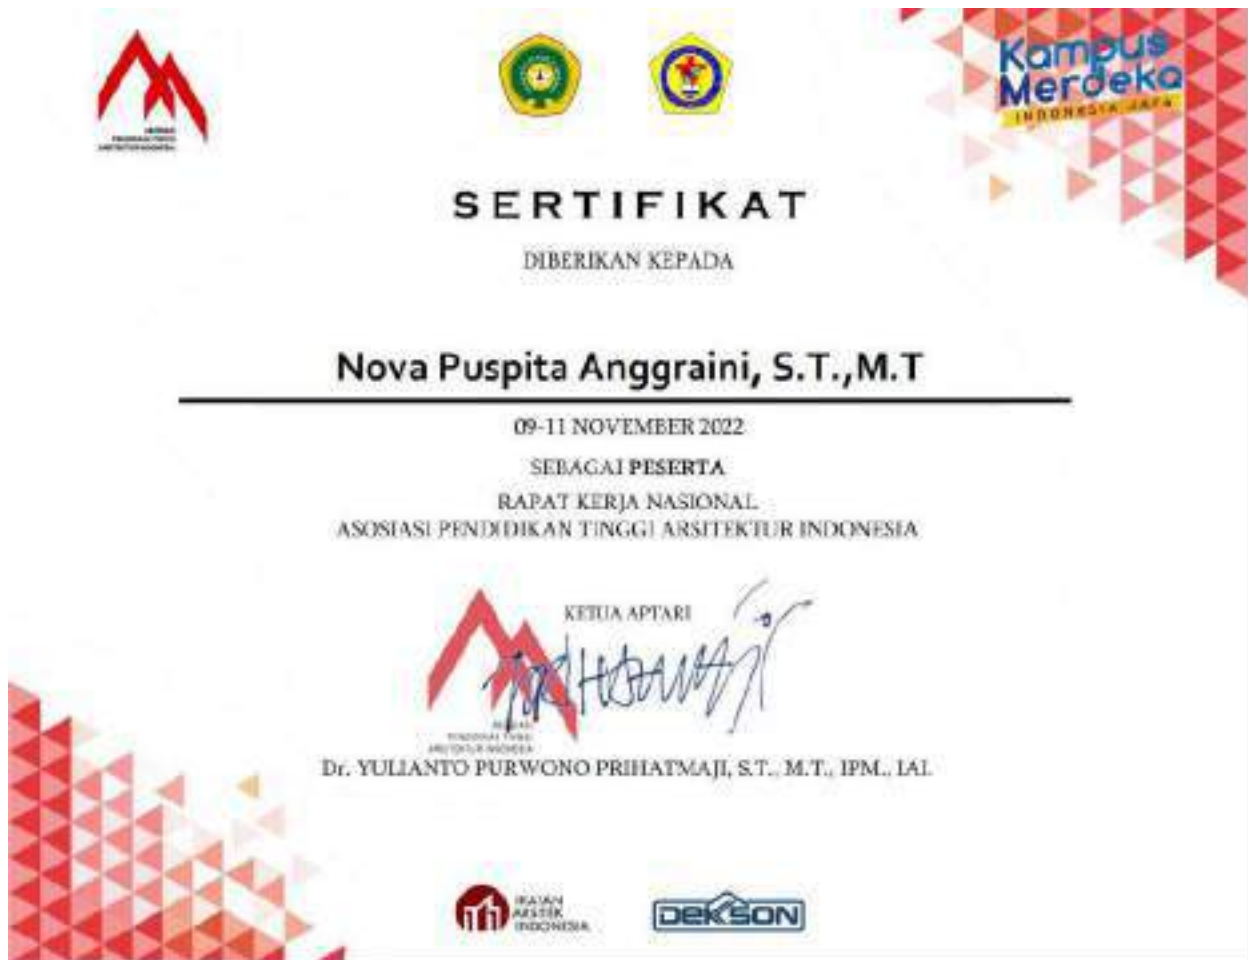 Kampus
Merdeka
INDONESIA JAYA
SERTIFIKAT
DIBERIKAN KEPADA
Nova Puspita Anggraini, S.T.,M.T
09-11 NOVEMBER 2022
SEBAGAI PESERTA
RAPAT KERJA NASIONAL
ASOSIASI PENDIDIKAN TINGGI ARSITEKTUR INDONESIA
KETUA APTARI
Dr. YULIANTO PURWONO PRIHATMAJI, S.T., M.T., IPM., IAI.
IKATAN
ARSITEK
INDONESIA
DEKSON